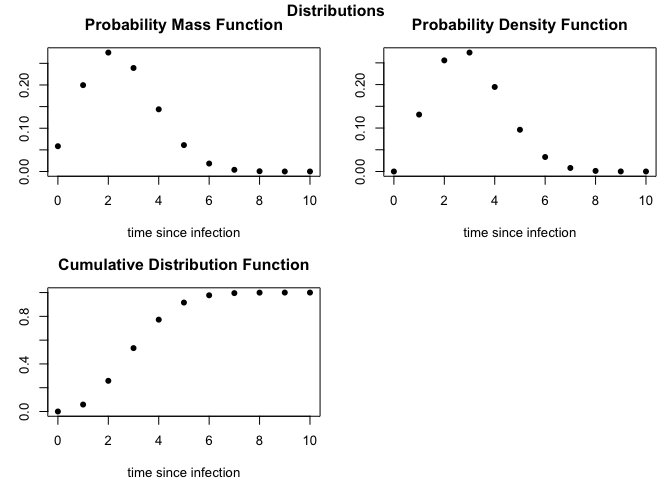 Distributions
Probability Mass Function
0.00 0.10 0.20
0 2 4 6 8 10
time since infection
Probability Density Function
0.00 0.10 0.20
0 2 4 6 8 10
time since infection
Cumulative Distribution Function
0.0 0.4 0.8
0 2 4 6 8 10
time since infection